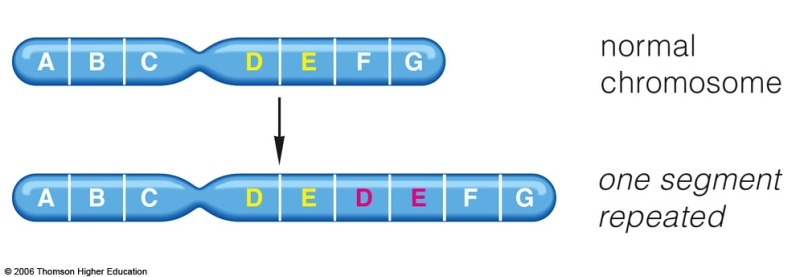 A B C D E F G
normal
chromosome
A B C D E D E F G
one segment
repeated
© 2006 Thomson Higher Education